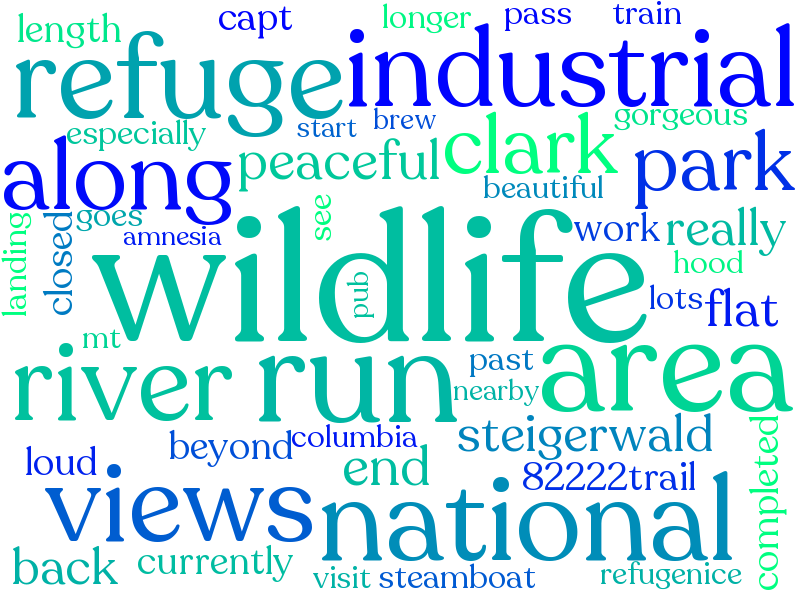 length
capt
longer
pass
train
refuge
industrial
especially
start
brew
gorgeous
along
peaceful
clark
park
beautiful
landing
closed
goes
amnesia
see
work
really
wildlife
pub
hood
lots
flat
mt
river
run
past
area
nearby
beyond
columbia
steigerwald
loud
end
82222trail
completed
views
national
back
currently
visit
steamboat
refugenice